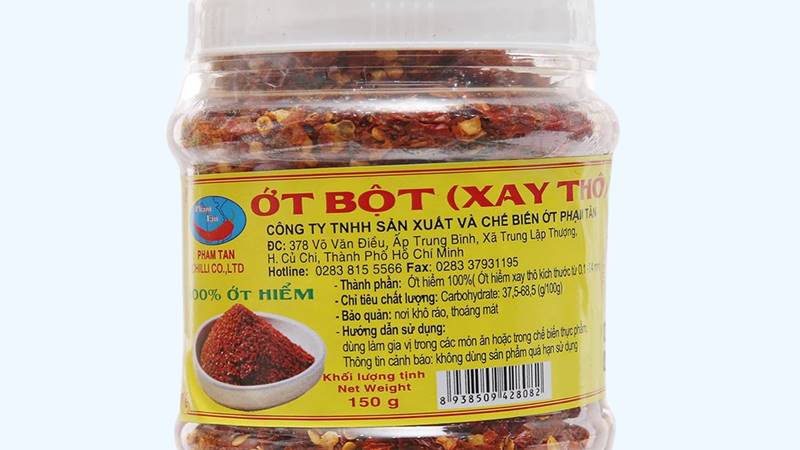 ỚT BỘT (XAY THÔ)
CÔNG TY TNHH SẢN XUẤT VÀ CHẾ BIẾN ỚT PHẠM TÂN
ĐC: 378 Võ Văn Điều, Ấp Trung Bình, Xã Trung Lập Thượng,
H. Củ Chi, Thành Phố Hồ Chí Minh
Hotline: 0283 815 5566 Fax: 0283 37931195
PHAM TAN
CHILLI CO.,LTD
100% ỚT HIỂM
- Thành phần: Ớt hiểm 100%( Ớt hiểm xay thô kích thước từ
- Chỉ tiêu chất lượng: Carbohydrate: 37,5-68,5 (g/100g)
- Bảo quản: nơi khô ráo, thoáng mát
- Hướng dẫn sử dụng:
dùng làm gia vị trong các món ăn hoặc trong chế biến thực phẩm
Thông tin cảnh báo: không dùng sản phẩm quá hạn sử dụng
Khối lượng tịnh
Net Weight
150 g
8 938509 428082